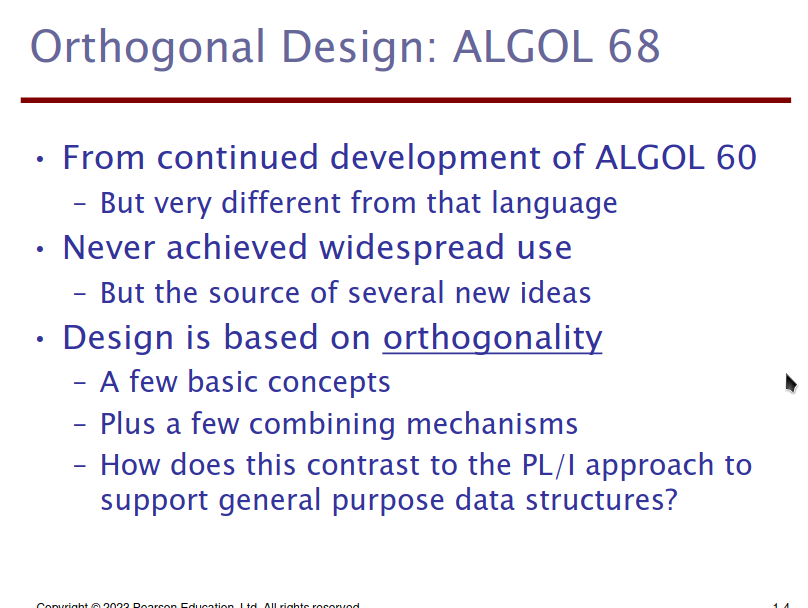 Orthogonal Design: ALGOL 68
• From continued development of ALGOL 60
– But very different from that language
• Never achieved widespread use
– But the source of several new ideas
• Design is based on orthogonality
– A few basic concepts
– Plus a few combining mechanisms
– How does this contrast to the PL/I approach to
support general purpose data structures?
Copyright © 2023 Pearson Education, Ltd. All rights reserved.